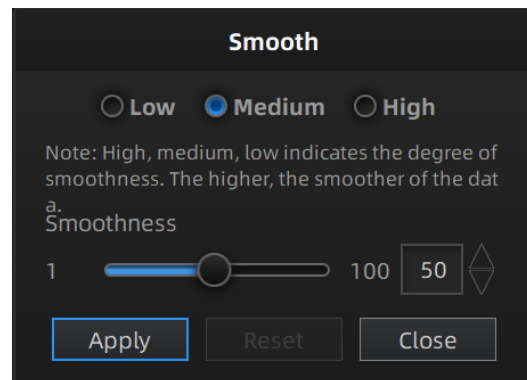 Smooth
Low Medium High
Note: High, medium, low indicates the degree of
smoothness. The higher, the smoother of the dat
a.
Smoothness
1 100 50
Apply Reset Close